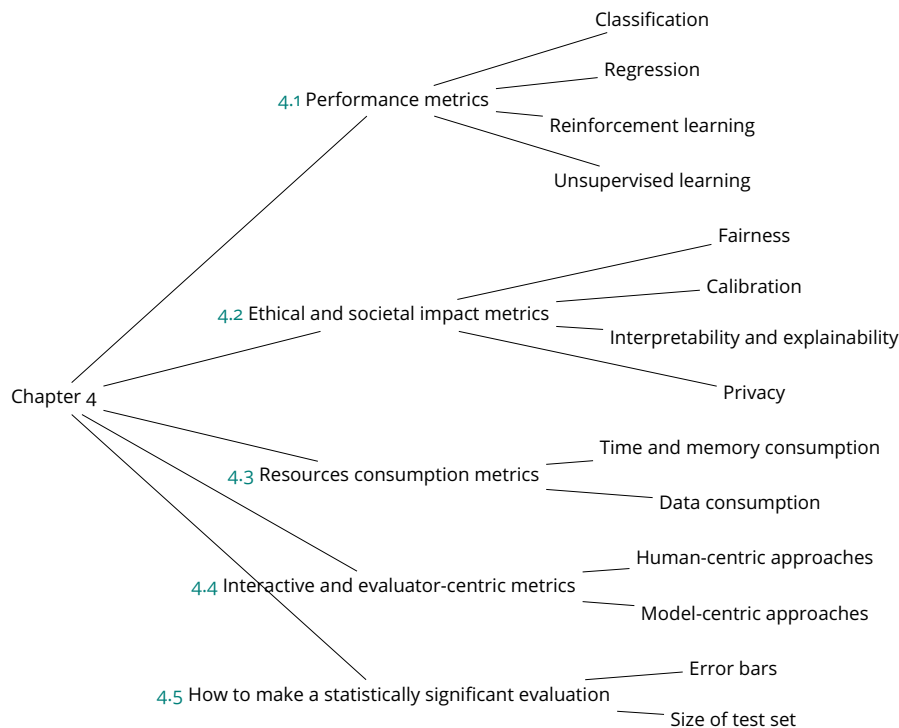 Chapter 4
4.1 Performance metrics
Classification
Regression
Reinforcement learning
Unsupervised learning
4.2 Ethical and societal impact metrics
Fairness
Calibration
Interpretability and explainability
Privacy
4.3 Resources consumption metrics
Time and memory consumption
Data consumption
4.4 Interactive and evaluator-centric metrics
Human-centric approaches
Model-centric approaches
4.5 How to make a statistically significant evaluation
Error bars
Size of test set